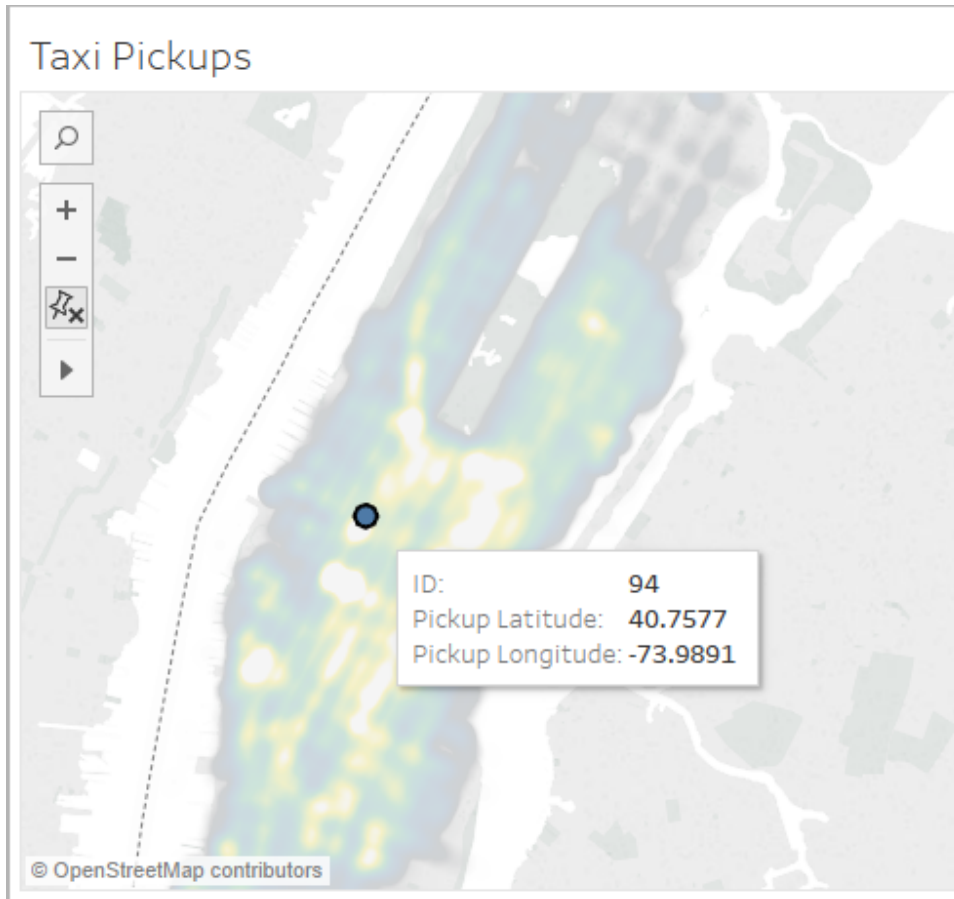 Taxi Pickups
ID: 94
Pickup Latitude: 40.7577
Pickup Longitude: -73.9891
© OpenStreetMap contributors